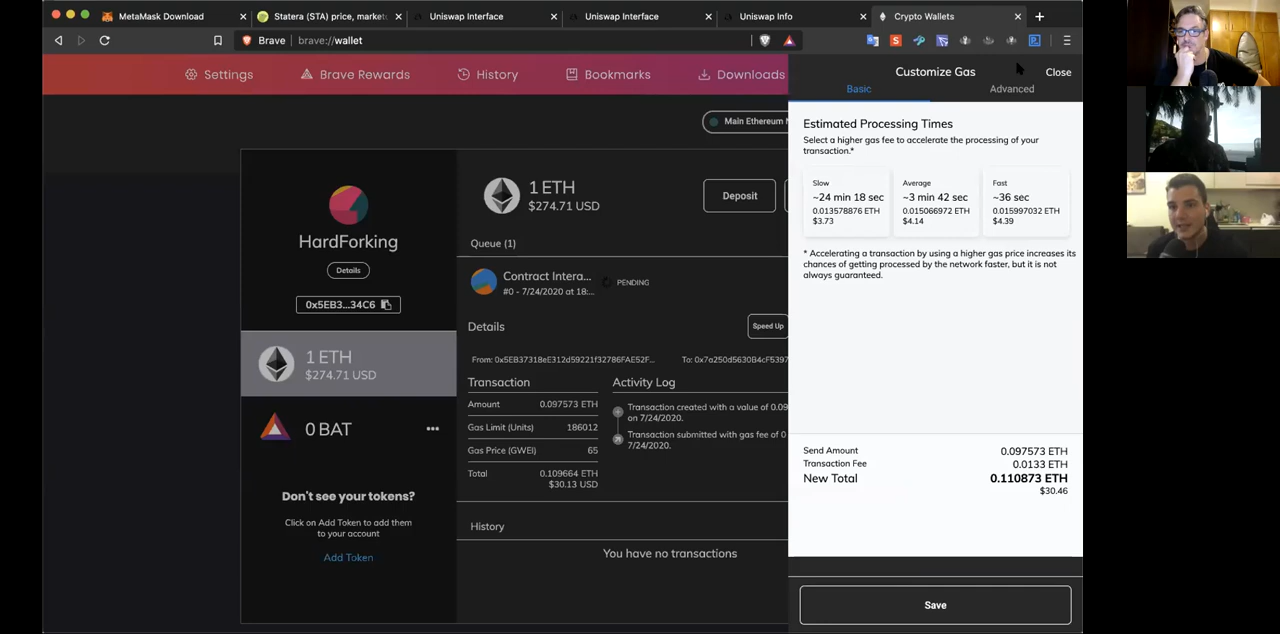 MetaMask Download
Statera (STA) price, market
Uniswap Interface
Uniswap Interface
Uniswap Info
Crypto Wallets
Brave
brave://wallet
Settings
Brave Rewards
History
Bookmarks
Downloads
Customize Gas
Close
Basic
Advanced
Main Ethereum N
Estimated Processing Times
Select a higher gas fee to accelerate the processing of your
transaction.*
Slow
~24 min 18 sec
0.013578876 ETH
$3.73
Average
~3 min 42 sec
0.015066972 ETH
$4.14
Fast
~36 sec
0.015997032 ETH
$4.39
* Accelerating a transaction by using a higher gas price increases its
chances of getting processed by the network faster, but it is not
always guaranteed.
Send Amount 0.097573 ETH
Transaction Fee 0.0133 ETH
New Total 0.110873 ETH
$30.46
Save
HardForking
Details
0x5EB3...34C6
1 ETH
$274.71 USD
0 BAT
•••
Don't see your tokens?
Click on Add Token to add them
to your account
Add Token
1 ETH
$274.71 USD
Deposit
Queue (1)
Contract Intera...
#0 - 7/24/2020 at 18:...
PENDING
Details
Speed Up
From: 0x5EB37318eE312d59221f32786FAE52F...
To: 0x7a250d5630B4cF5397
Transaction
Amount 0.097573 ETH
Gas Limit (Units) 186012
Gas Price (GWEI) 65
Total 0.109664 ETH
$30.13 USD
Activity Log
Transaction created with a value of 0.09
on 7/24/2020.
Transaction submitted with gas fee of 0
7/24/2020.
History
You have no transactions